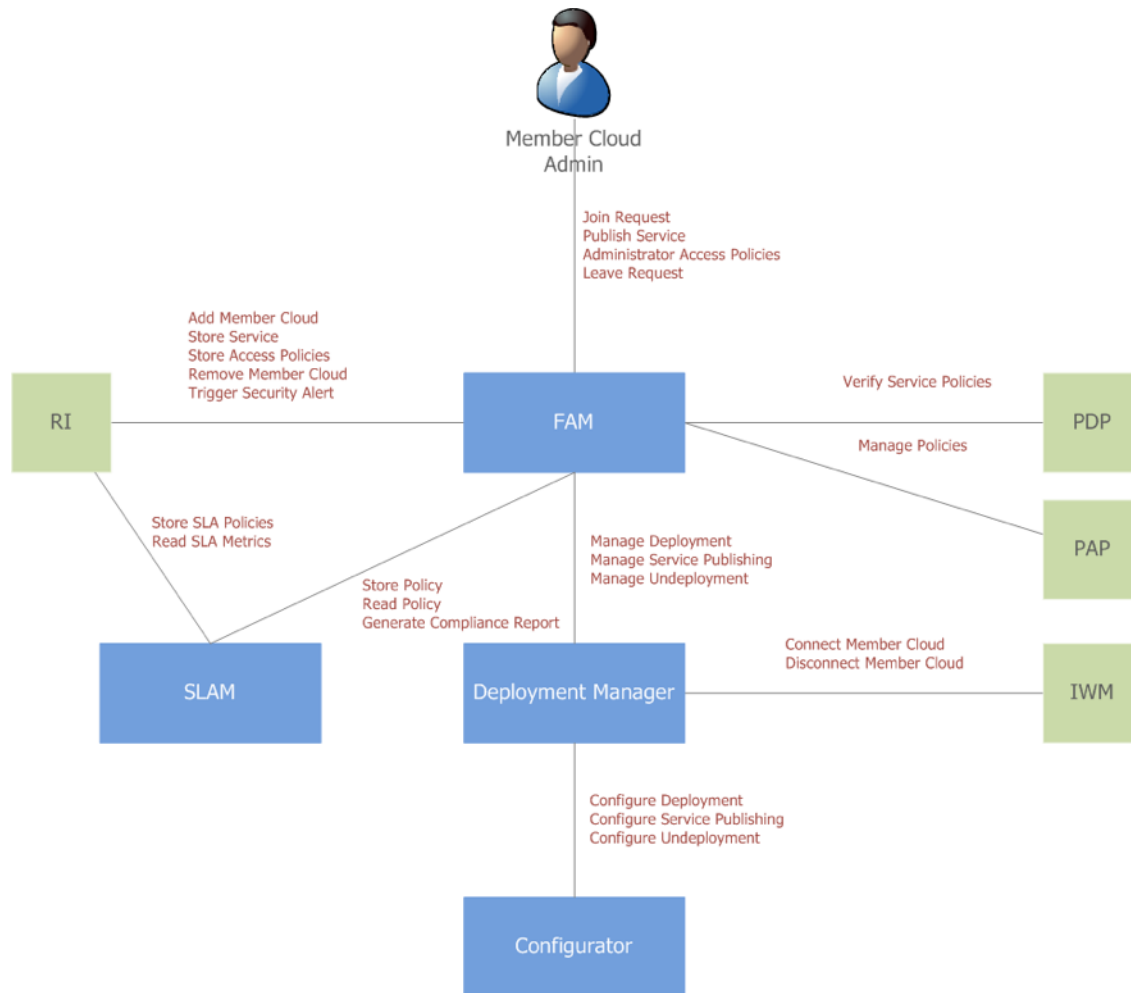 Member Cloud
Admin
Join Request
Publish Service
Administrator Access Policies
Leave Request
Add Member Cloud
Store Service
Store Access Policies
Remove Member Cloud
Trigger Security Alert
RI
FAM
Verify Service Policies
Manage Policies
PDP
PAP
Store SLA Policies
Read SLA Metrics
Store Policy
Read Policy
Generate Compliance Report
Manage Deployment
Manage Service Publishing
Manage Undeployment
Connect Member Cloud
Disconnect Member Cloud
SLAM
Deployment Manager
IWM
Configure Deployment
Configure Service Publishing
Configure Undeployment
Configurator